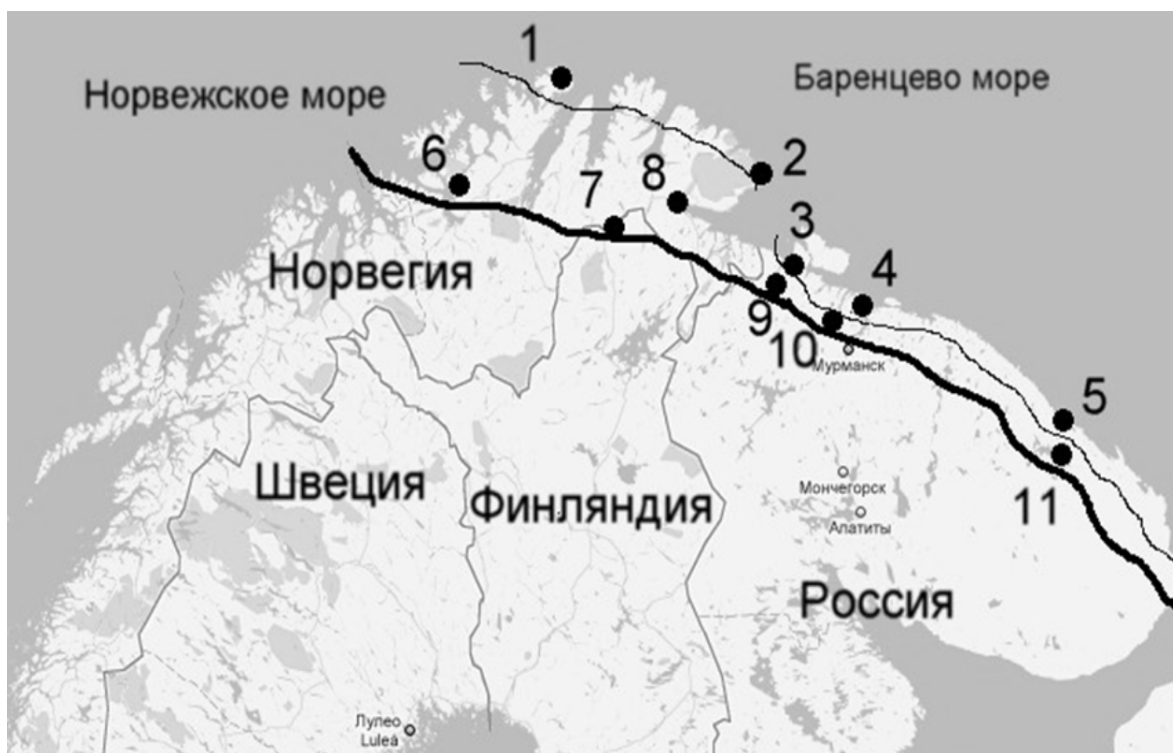 1
Баренцево море
Норвежское море
6
2
8
7
3
4
Норвегия
9
10
Мурманск
5
Швеция
Финляндия
Мончегорск
11
Апатиты
Россия
Лулео
Luleå